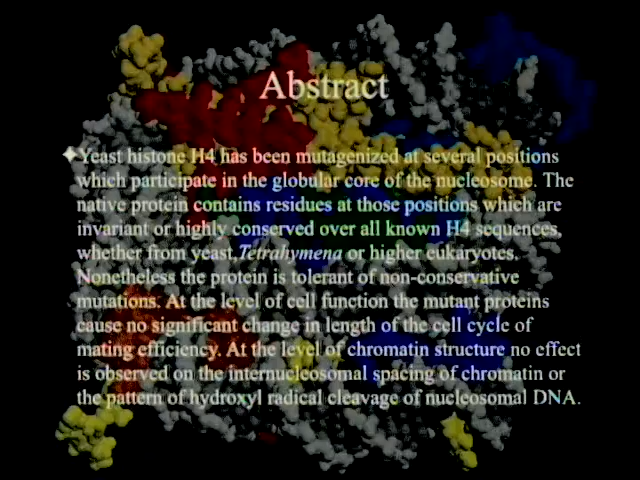 Abstract
Yeast histone H4 has been mutagenized at several positions
which participate in the globular core of the nucleosome. The
native protein contains residues at those positions which are
invariant or highly conserved over all known H4 sequences,
whether from yeast,Tetrahymena or higher eukaryotes.
Nonetheless the protein is tolerant of non-conservative
mutations. At the level of cell function the mutant proteins
cause no significant change in length of the cell cycle of
mating efficiency. At the level of chromatin structure no effect
is observed on the internucleosomal spacing of chromatin or
the pattern of hydroxyl radical cleavage of nucleosomal DNA.